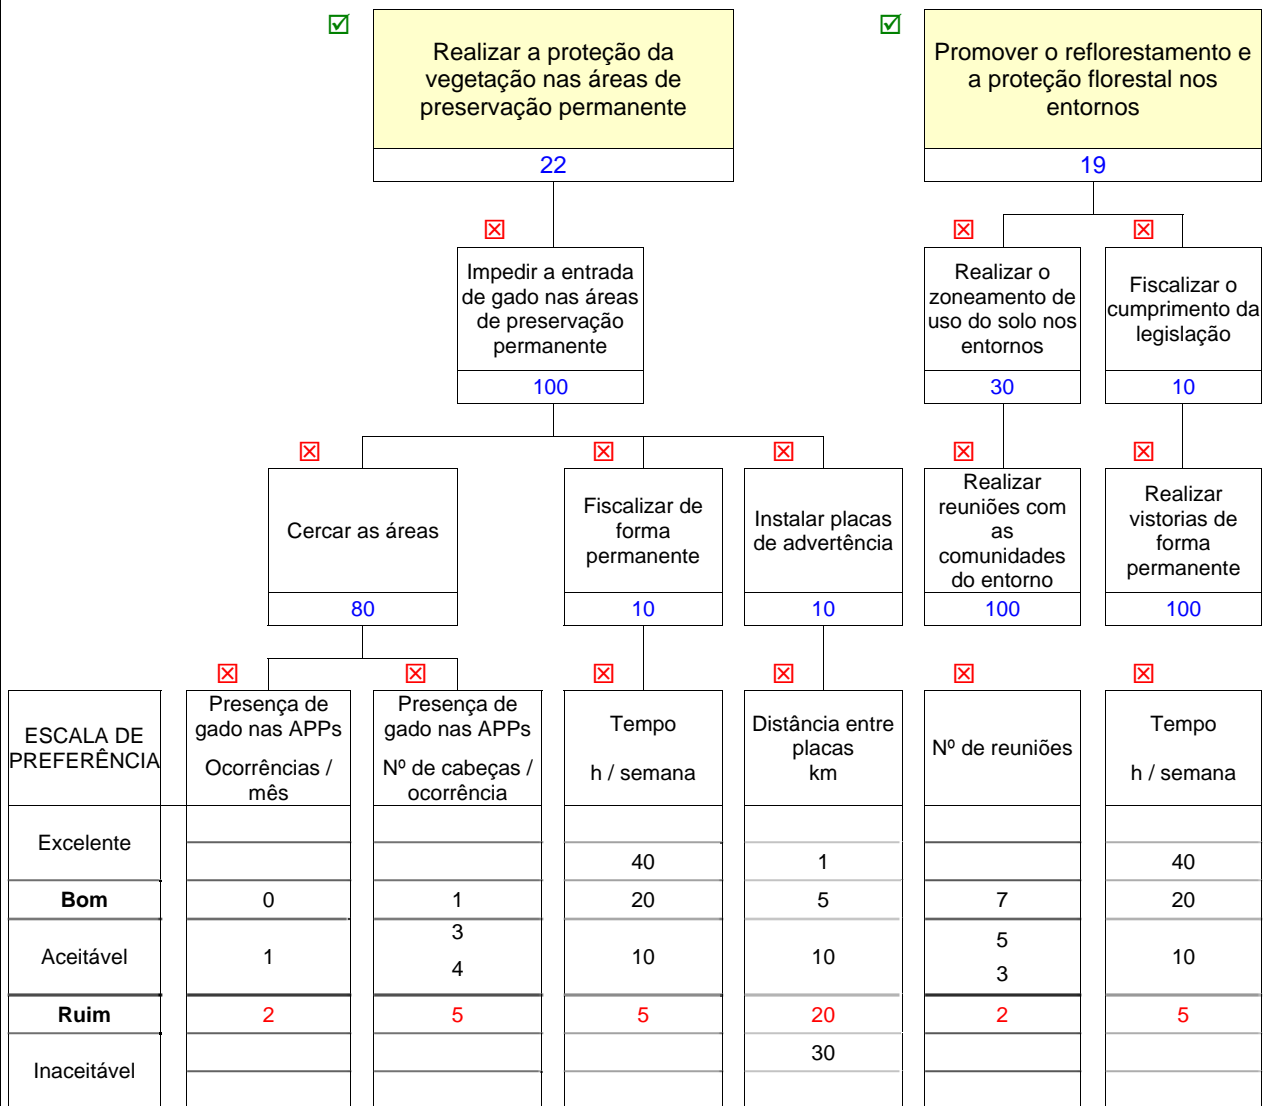 Realizar a proteção da
vegetação nas áreas de
preservação permanente
22
Promover o reflorestamento e
a proteção florestal nos
entornos
19
Impedir a entrada
de gado nas áreas
de preservação
permanente
100
Realizar o
zoneamento de
uso do solo nos
entornos
30
Fiscalizar o
cumprimento da
legislação
10
Cercar as áreas
80
Fiscalizar de
forma
permanente
10
Instalar placas
de advertência
10
Realizar
reuniões com
as
comunidades
do entorno
100
Realizar
vistorias de
forma
permanente
100
ESCALA DE
PREFERÊNCIA
Presença de
gado nas APPs
Ocorrências /
mês
Presença de
gado nas APPs
Nº de cabeças /
ocorrência
Tempo
h / semana
Distância entre
placas
km
Nº de reuniões
Tempo
h / semana
Excelente
40 1 40
Bom 0 1 20 5 7 20
Aceitável 1 3 4 10 10 5 3 10
Ruim 2 5 5 20 2 5
Inaceitável 30